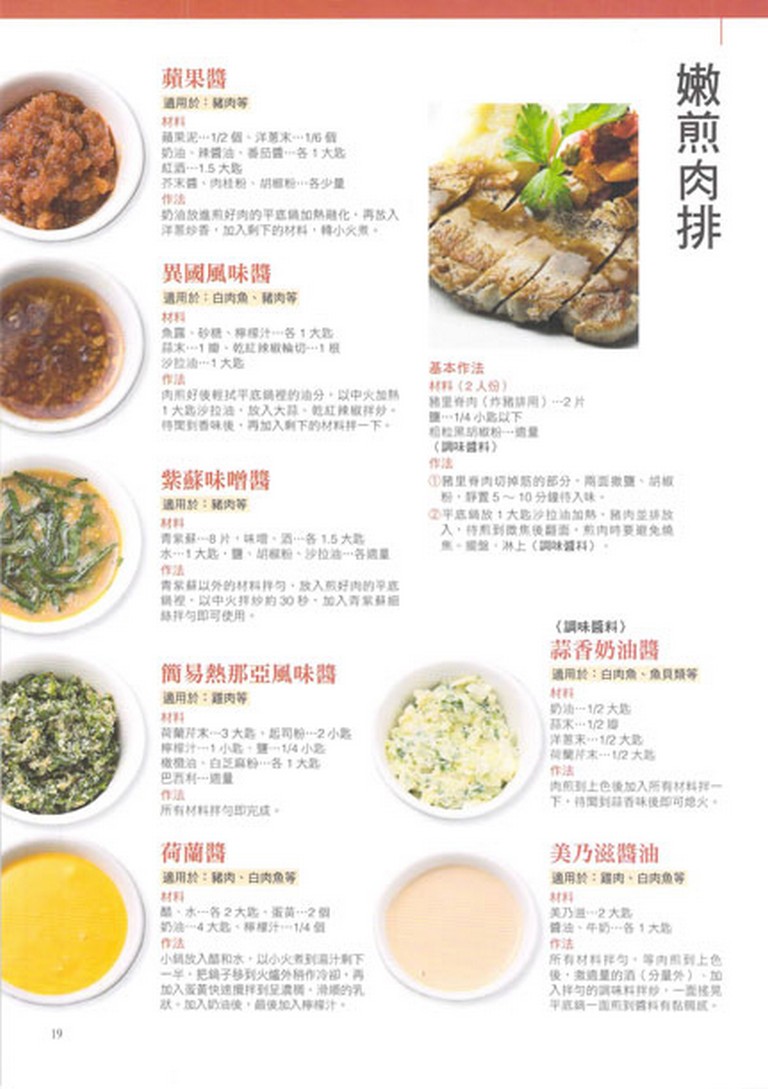 嫩煎肉排
基本作法
材料（2 人份）
豬里脊肉（炸豬排用）…2 片
鹽…1/4 小匙以下
粗粒黑胡椒粉…適量
〈調味醬料〉
作法
①豬里脊肉切掉筋的部分。兩面撒鹽、胡椒
粉，靜置 5～10 分鐘待入味。
②平底鍋放 1 大匙沙拉油加熱。豬肉並排放
入，待煎到微焦後翻面。煎肉時要避免燒
焦。擺盤，淋上〈調味醬料〉。
〈調味醬料〉
蒜香奶油醬
適用於：白肉魚、魚貝類等
材料
奶油…1/2 大匙
蒜末…1/2 瓣
洋蔥末…1/2 大匙
荷蘭芹末…1/2 大匙
作法
肉煎到上色後加入所有材料拌一
下，待聞到蒜香味後即可熄火。
美乃滋醬油
適用於：雞肉、白肉魚等
材料
美乃滋…2 大匙
醬油、牛奶…各 1 大匙
作法
所有材料拌勻。等肉煎到上色
後，澆適量的酒（分量外）、加
入拌勻的調味料拌炒，一面搖晃
平底鍋一面煎到醬料有黏稠感。
蘋果醬
適用於：豬肉等
材料
蘋果泥…1/2 個、洋蔥末…1/6 個
奶油、辣醬油、番茄醬…各 1 大匙
紅酒…1.5 大匙
芥末醬、肉桂粉、胡椒粉…各少量
作法
奶油放進煎好肉的平底鍋加熱融化，再放入
洋蔥炒香，加入剩下的材料，轉小火煮。
異國風味醬
適用於：白肉魚、豬肉等
材料
魚露、砂糖、檸檬汁…各 1 大匙
蒜末…1 瓣、乾紅辣椒輪切…1 根
沙拉油…1 大匙
作法
肉煎好後輕拭平底鍋裡的油分，以中火加熱
1 大匙沙拉油，放入大蒜、乾紅辣椒拌炒。
待聞到香味後，再加入剩下的材料拌一下。
紫蘇味噌醬
適用於：豬肉等
材料
青紫蘇…8 片，味噌、酒…各 1.5 大匙
水…1 大匙，鹽、胡椒粉、沙拉油…各適量
作法
青紫蘇以外的材料拌勻，放入煎好肉的平底
鍋裡，以中火拌炒約 30 秒，加入青紫蘇細
絲拌勻即可使用。
簡易熱那亞風味醬
適用於：雞肉等
材料
荷蘭芹末…3 大匙、起司粉…2 小匙
檸檬汁…1 小匙、鹽…1/4 小匙
橄欖油、白芝麻粉…各 1 大匙
巴西利…適量
作法
所有材料拌勻即完成。
荷蘭醬
適用於：豬肉、白肉魚等
材料
醋、水…各 2 大匙、蛋黃…2 個
奶油…4 大匙、檸檬汁…1/4 個
作法
小鍋放入醋和水，以小火煮到湯汁剩下
一半，把鍋子移到火爐外稍作冷卻，再
加入蛋黃快速攪拌到呈濃稠、滑順的乳
狀。加入奶油後，最後加入檸檬汁。
19